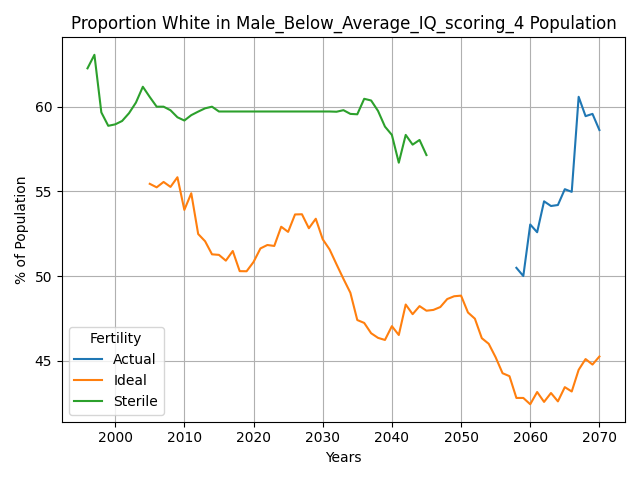 Proportion White in Male_Below_Average_IQ_scoring_4 Population
% of Population
60
55
50
45
Fertility
Actual
Ideal
Sterile
2000
2010
2020
2030
2040
2050
2060
2070
Years